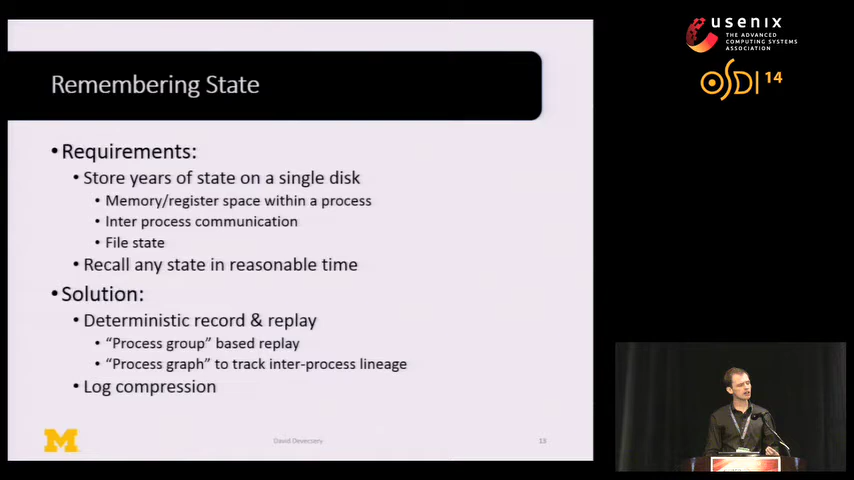 usenix
THE ADVANCED
COMPUTING SYSTEMS
ASSOCIATION
OSDI 14
Remembering State
• Requirements:
• Store years of state on a single disk
• Memory/register space within a process
• Inter process communication
• File state
• Recall any state in reasonable time
• Solution:
• Deterministic record & replay
• “Process group” based replay
• “Process graph” to track inter-process lineage
• Log compression
M
David Devecsery
13